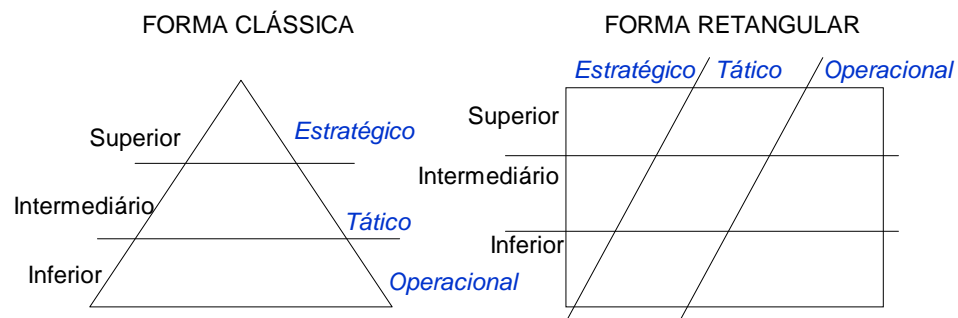 FORMA CLÁSSICA
Superior
Estratégico
Intermediário
Tático
Inferior
Operacional
FORMA RETANGULAR
Estratégico
Tático
Operacional
Superior
Intermediário
Inferior